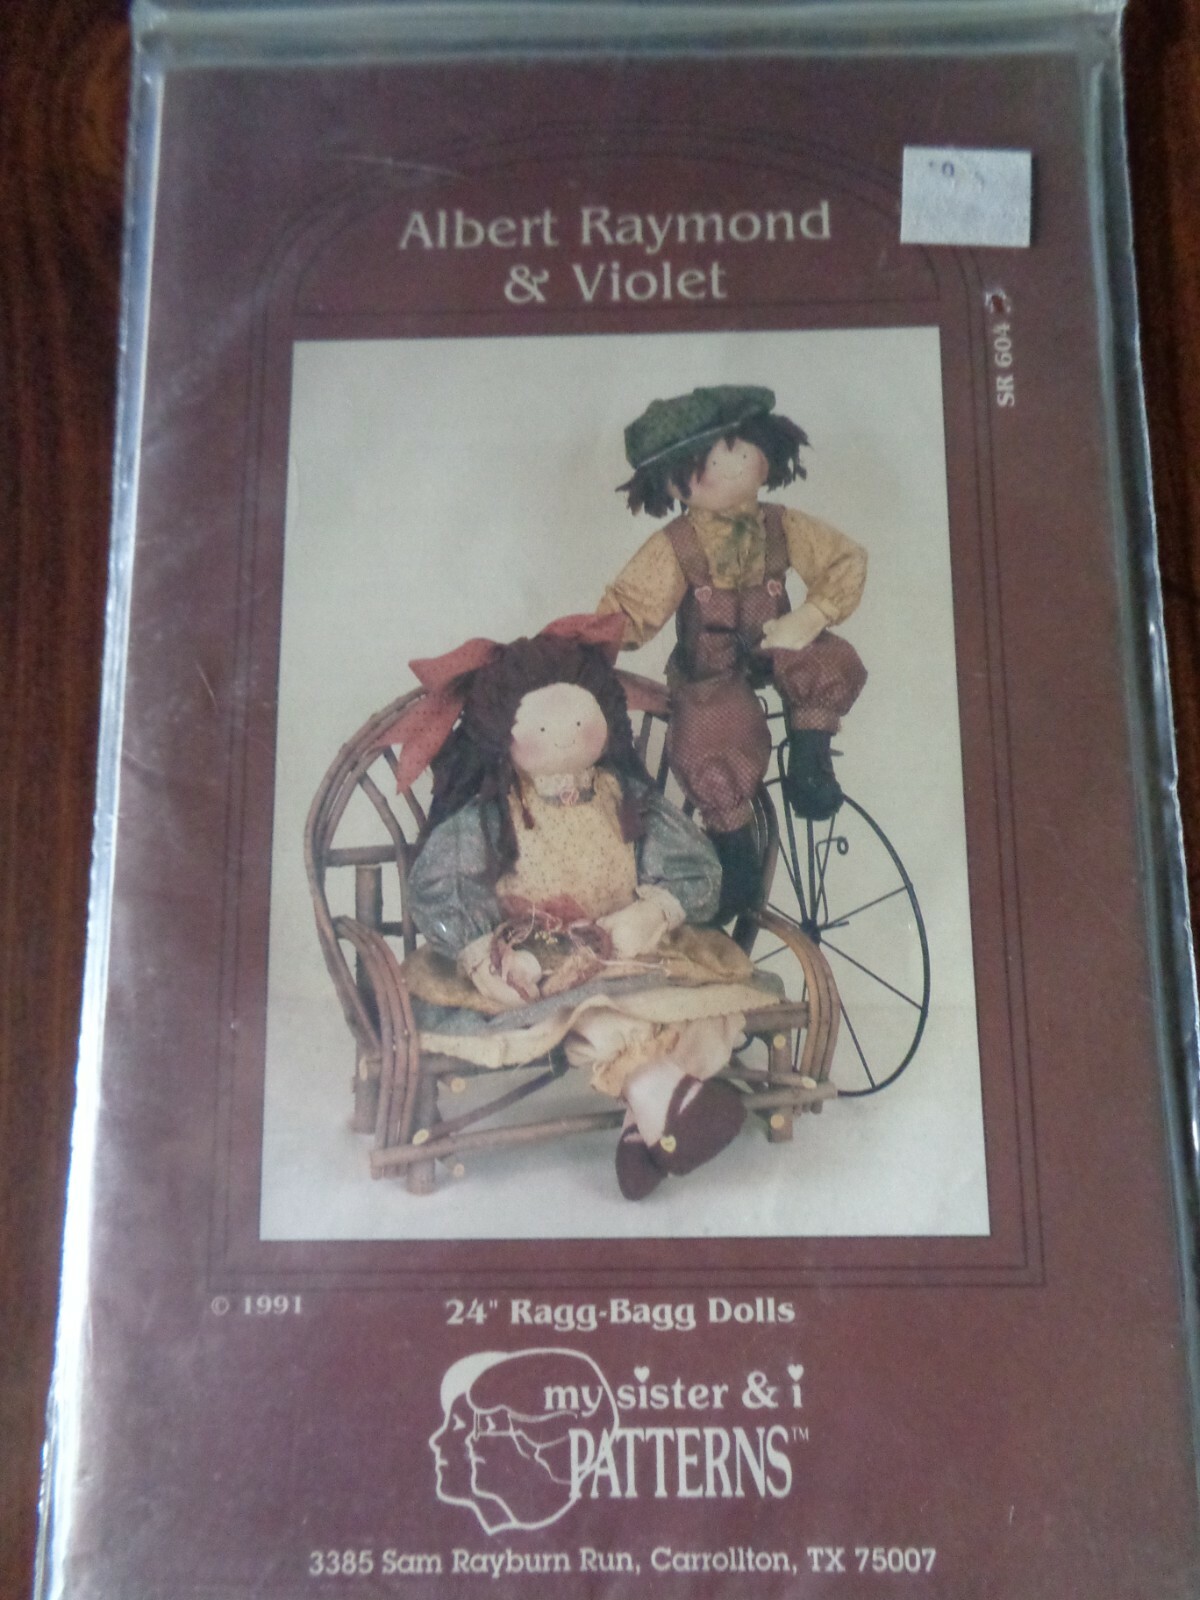 Albert Raymond
& Violet
SR 604
© 1991
24" Ragg-Bagg Dolls
my sister & i
PATTERNS™
3385 Sam Rayburn Run, Carrollton, TX 75007